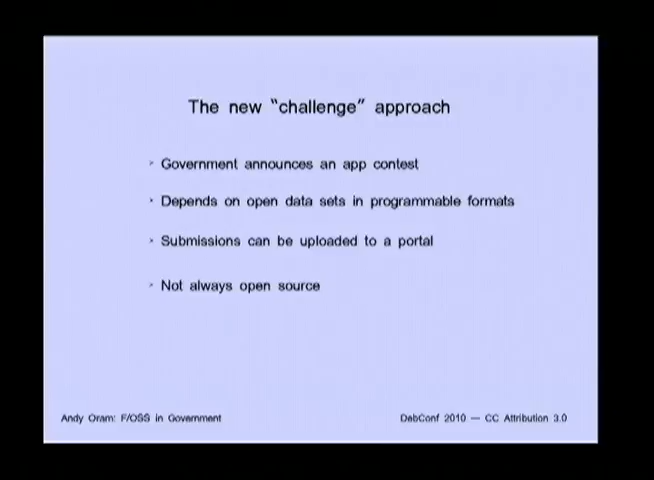 The new "challenge" approach
Government announces an app contest
Depends on open data sets in programmable formats
Submissions can be uploaded to a portal
Not always open source
Andy Oram: F/OSS in Government
DebConf 2010 — CC Attribution 3.0